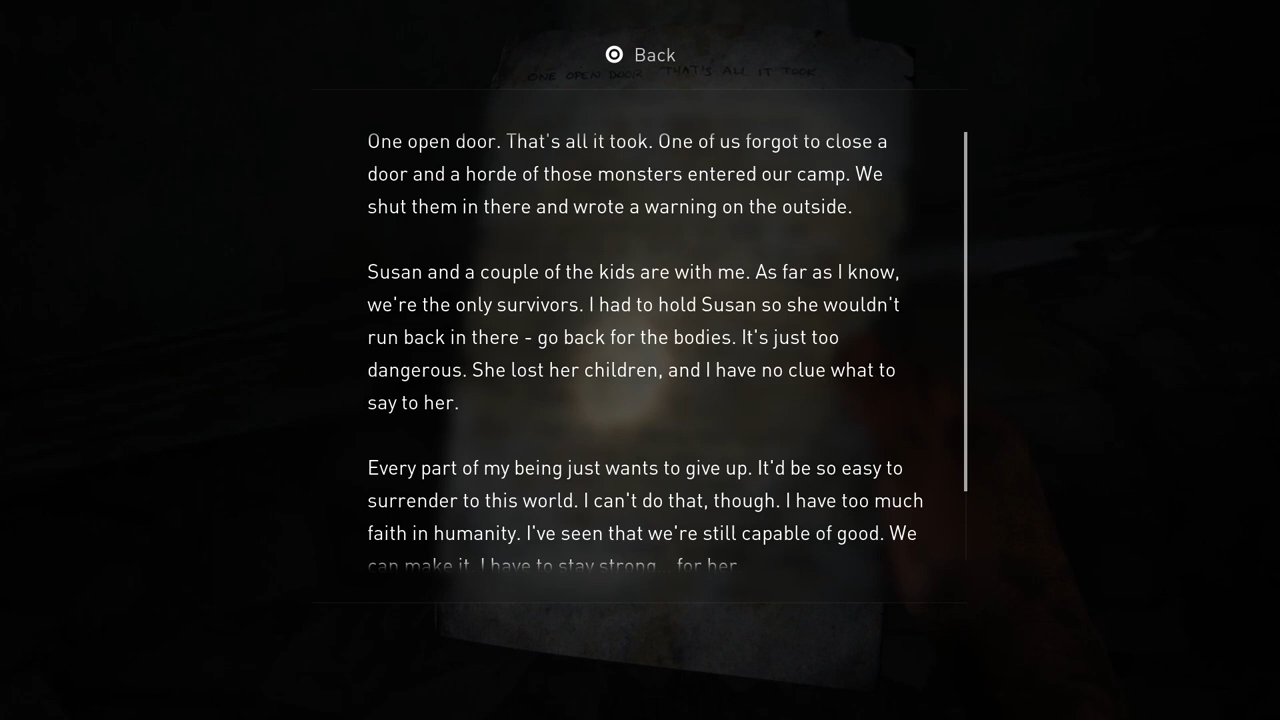 Back
ONE OPEN DOOR - THAT'S ALL IT TOOK
One open door. That's all it took. One of us forgot to close a
door and a horde of those monsters entered our camp. We
shut them in there and wrote a warning on the outside.
Susan and a couple of the kids are with me. As far as I know,
we're the only survivors. I had to hold Susan so she wouldn't
run back in there - go back for the bodies. It's just too
dangerous. She lost her children, and I have no clue what to
say to her.
Every part of my being just wants to give up. It'd be so easy to
surrender to this world. I can't do that, though. I have too much
faith in humanity. I've seen that we're still capable of good. We
can make it. I have to stay strong... for her.